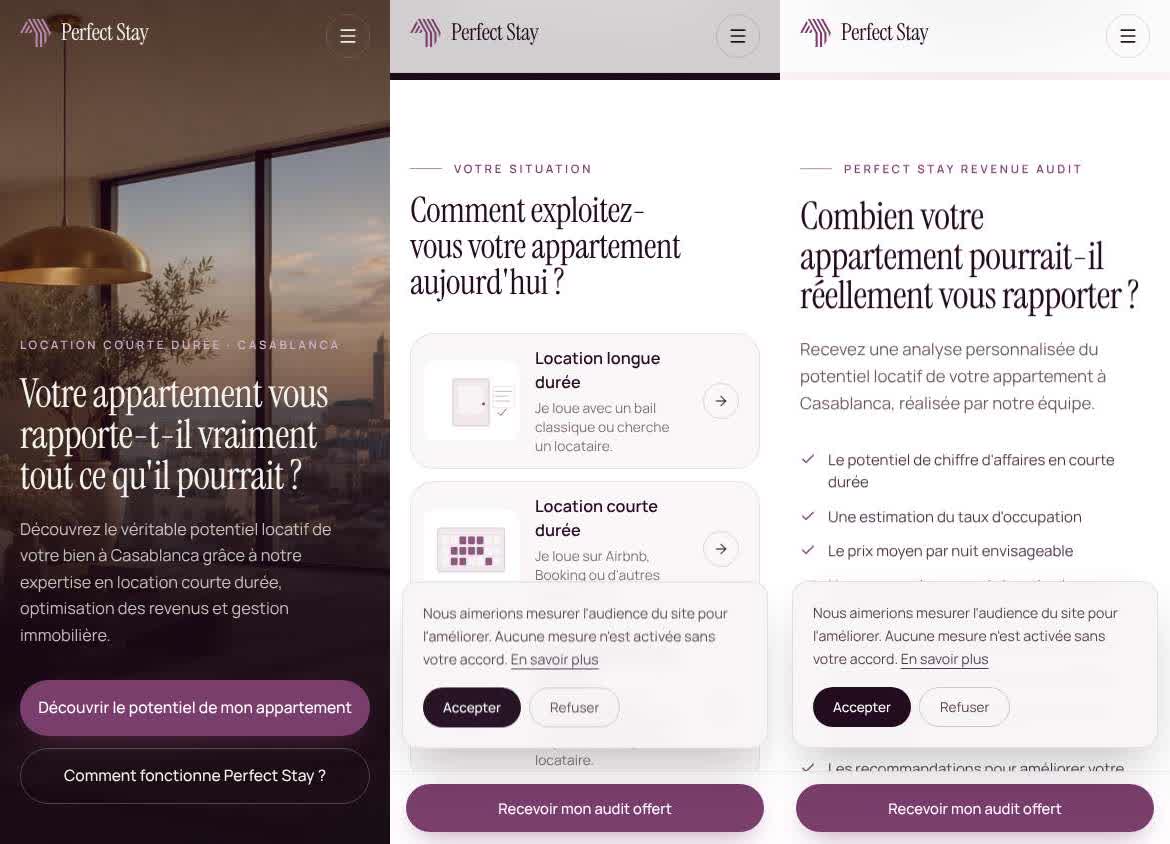 Perfect Stay
LOCATION COURTE DURÉE · CASABLANCA
Votre appartement vous
rapporte-t-il vraiment
tout ce qu'il pourrait ?
Découvrez le véritable potentiel locatif de
votre bien à Casablanca grâce à notre
expertise en location courte durée,
optimisation des revenus et gestion
immobilière.
Découvrir le potentiel de mon appartement
Comment fonctionne Perfect Stay ?
Perfect Stay
VOTRE SITUATION
Comment exploitez-
vous votre appartement
aujourd'hui ?
Location longue
durée
Je loue avec un bail
classique ou cherche
un locataire.
Location courte
durée
Je loue sur Airbnb,
Booking ou d'autres
Nous aimerions mesurer l'audience du site pour
l'améliorer. Aucune mesure n'est activée sans
votre accord. En savoir plus
Accepter
Refuser
locataire.
Recevoir mon audit offert
Perfect Stay
PERFECT STAY REVENUE AUDIT
Combien votre
appartement pourrait-il
réellement vous rapporter ?
Recevez une analyse personnalisée du
potentiel locatif de votre appartement à
Casablanca, réalisée par notre équipe.
Le potentiel de chiffre d'affaires en courte
durée
Une estimation du taux d'occupation
Le prix moyen par nuit envisageable
Nous aimerions mesurer l'audience du site pour
l'améliorer. Aucune mesure n'est activée sans
votre accord. En savoir plus
Accepter
Refuser
Les recommandations pour améliorer votre
Recevoir mon audit offert